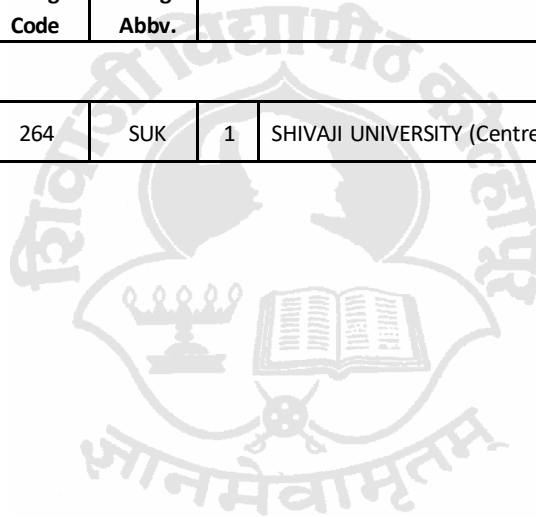 Code Abbv.
264 SUK 1 SHIVAJI UNIVERSITY (Centre
शिवाजी विद्यापीठ कोल्हापूर
ज्ञानमेवामृतम्